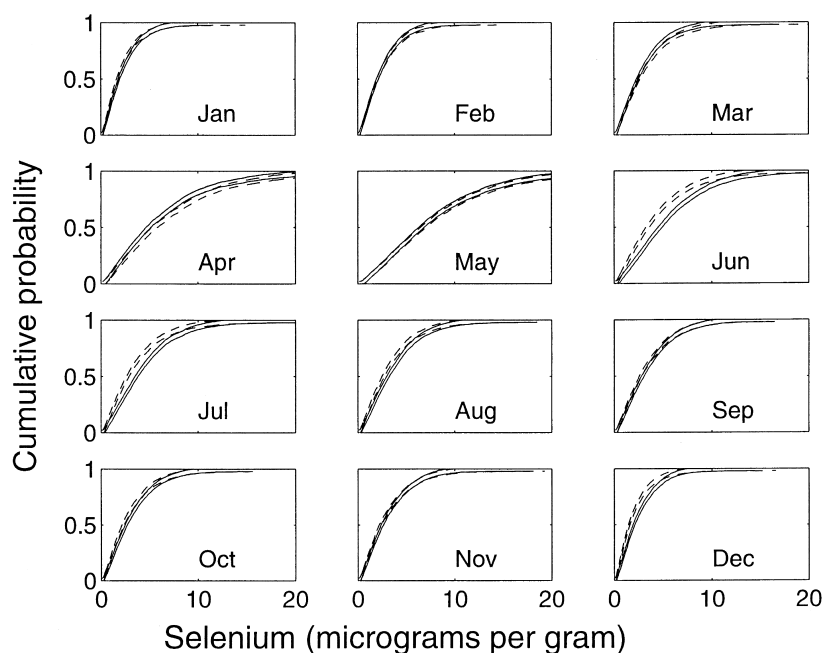 1
0.5
0
Jan
Feb
Mar
1
0.5
0
Apr
May
Jun
1
0.5
0
Jul
Aug
Sep
1
0.5
0
Oct
Nov
Dec
0 10 20
0 10 20
0 10 20
Cumulative probability
Selenium (micrograms per gram)